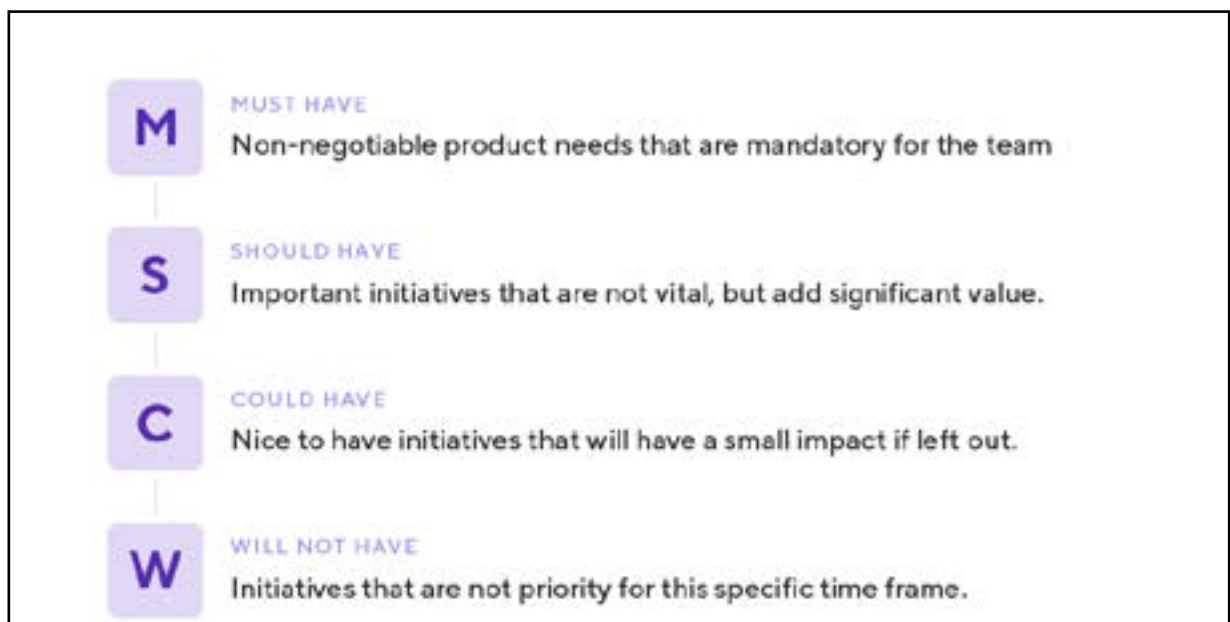 M
MUST HAVE
Non-negotiable product needs that are mandatory for the team
S
SHOULD HAVE
Important initiatives that are not vital, but add significant value.
C
COULD HAVE
Nice to have initiatives that will have a small impact if left out.
W
WILL NOT HAVE
Initiatives that are not priority for this specific time frame.